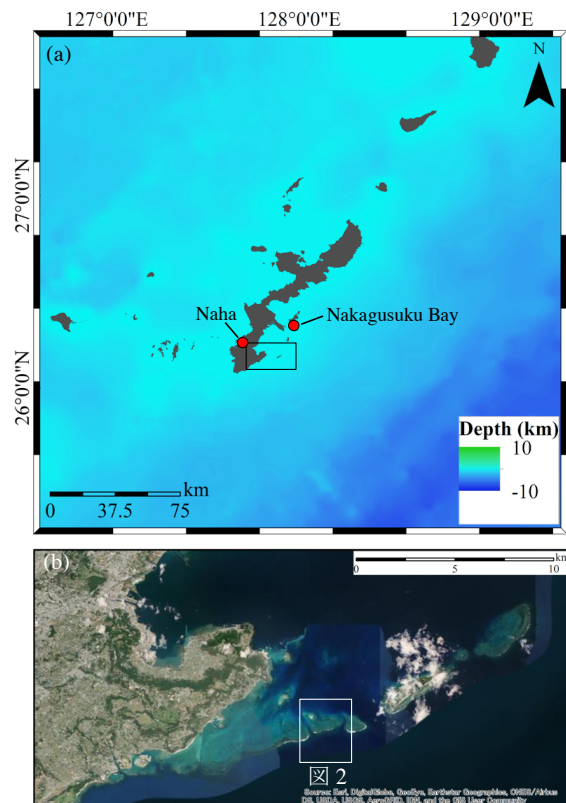 127°0'0"E 128°0'0"E 129°0'0"E
(a)
N
27°0'0"N
Naha
Nakagusuku Bay
26°0'0"N
Depth (km)
10
-10
km
0 37.5 75
(b)
km
0 5 10
図 2
Source: Esri, DigitalGlobe, GeoEye, Earthstar Geographics, CNES/Airbus
DS, USDA, USGS, AeroGRID, IGN, and the GIS User Community